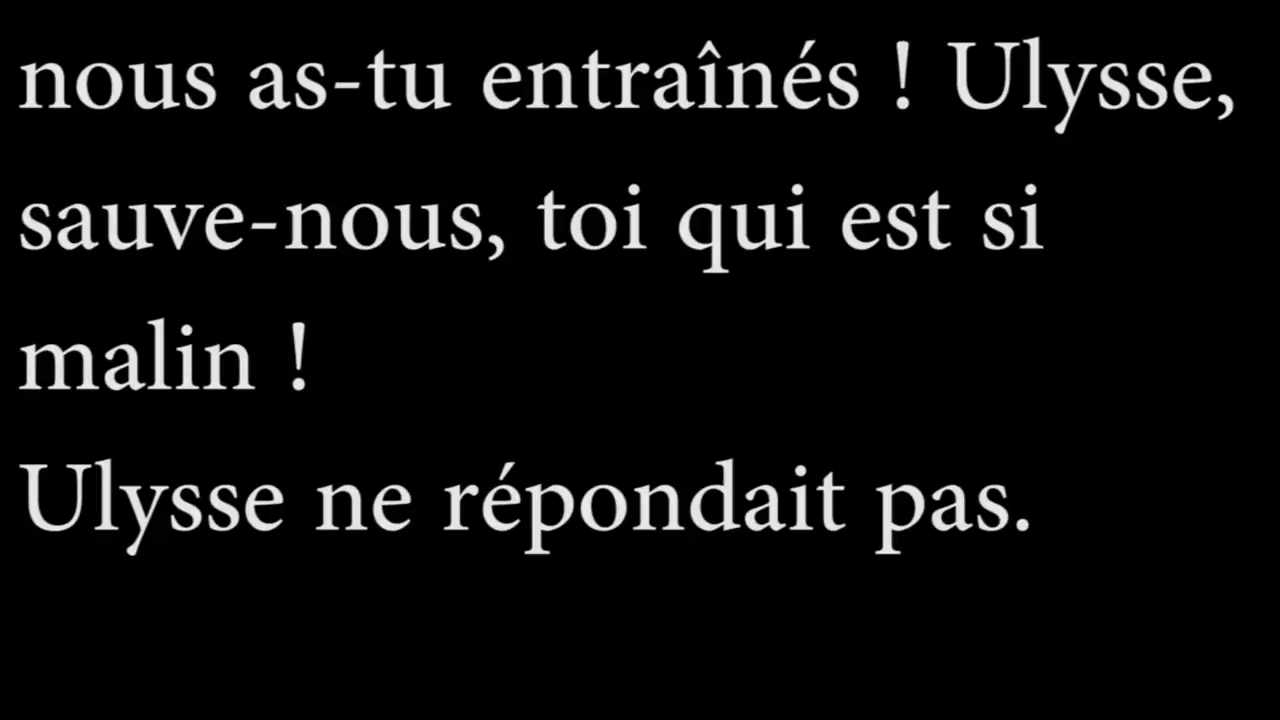 nous as-tu entraînés ! Ulysse,
sauve-nous, toi qui est si
malin !
Ulysse ne répondait pas.